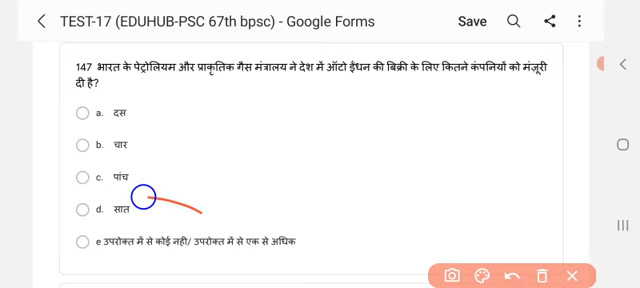 TEST-17 (EDUHUB-PSC 67th bpsc) - Google Forms Save
147 भारत के पेट्रोलियम और प्राकृतिक गैस मंत्रालय ने देश में ऑटो ईंधन की बिक्री के लिए कितने कंपनियों को मंज़ूरी
दी है?
a. दस
b. चार
c. पांच
d. सात
e उपरोक्त में से कोई नही/ उपरोक्त में से एक से अधिक